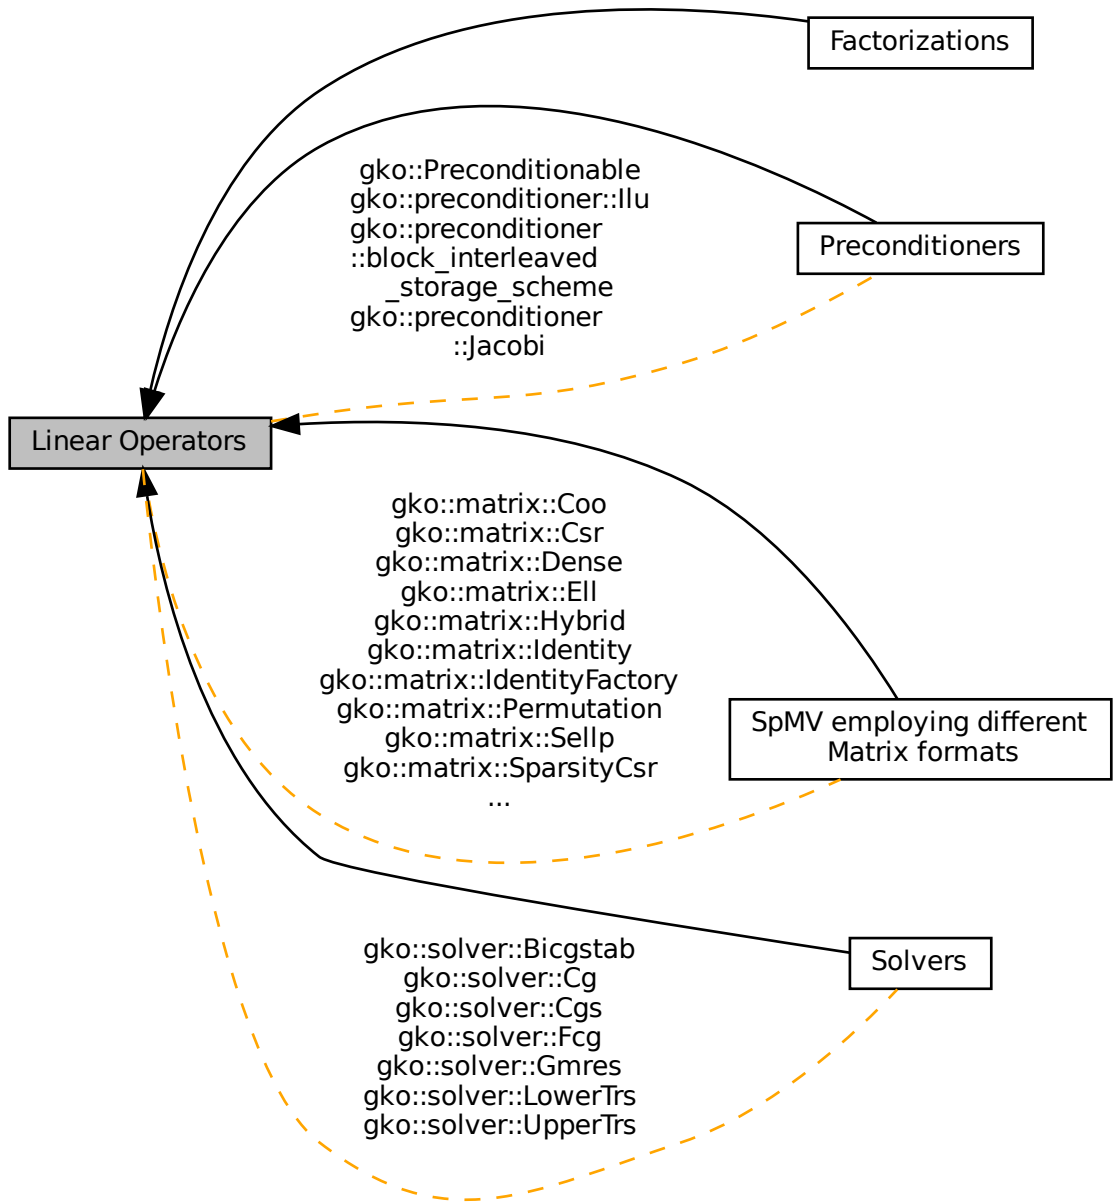 Factorizations
gko::Preconditionable
gko::preconditioner::Ilu
gko::preconditioner
::block_interleaved
_storage_scheme
gko::preconditioner
::Jacobi
Preconditioners
Linear Operators
gko::matrix::Coo
gko::matrix::Csr
gko::matrix::Dense
gko::matrix::Ell
gko::matrix::Hybrid
gko::matrix::Identity
gko::matrix::IdentityFactory
gko::matrix::Permutation
gko::matrix::Sellp
gko::matrix::SparsityCsr
...
SpMV employing different
Matrix formats
gko::solver::Bicgstab
gko::solver::Cg
gko::solver::Cgs
gko::solver::Fcg
gko::solver::Gmres
gko::solver::LowerTrs
gko::solver::UpperTrs
Solvers